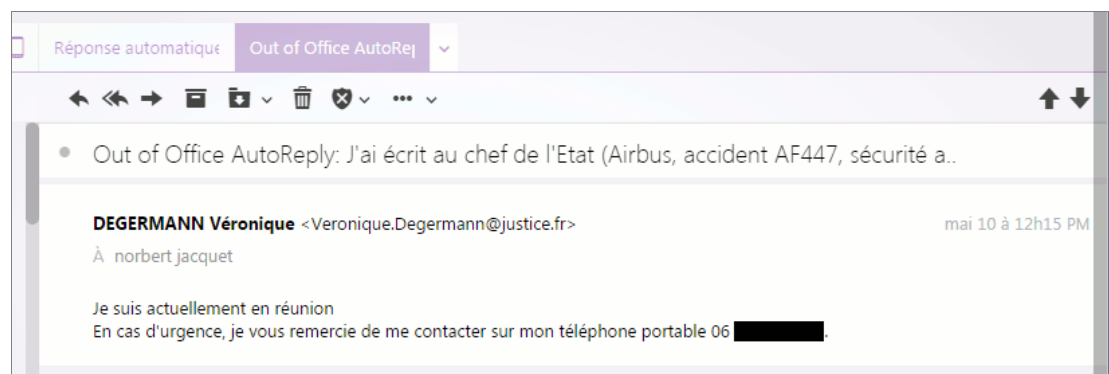 Réponse automatique
Out of Office AutoRep
Out of Office AutoReply: J'ai écrit au chef de l'Etat (Airbus, accident AF447, sécurité a..
DEGERMANN Véronique <Veronique.Degermann@justice.fr>
mai 10 à 12h15 PM
À norbert jacquet
Je suis actuellement en réunion
En cas d'urgence, je vous remercie de me contacter sur mon téléphone portable 06 .